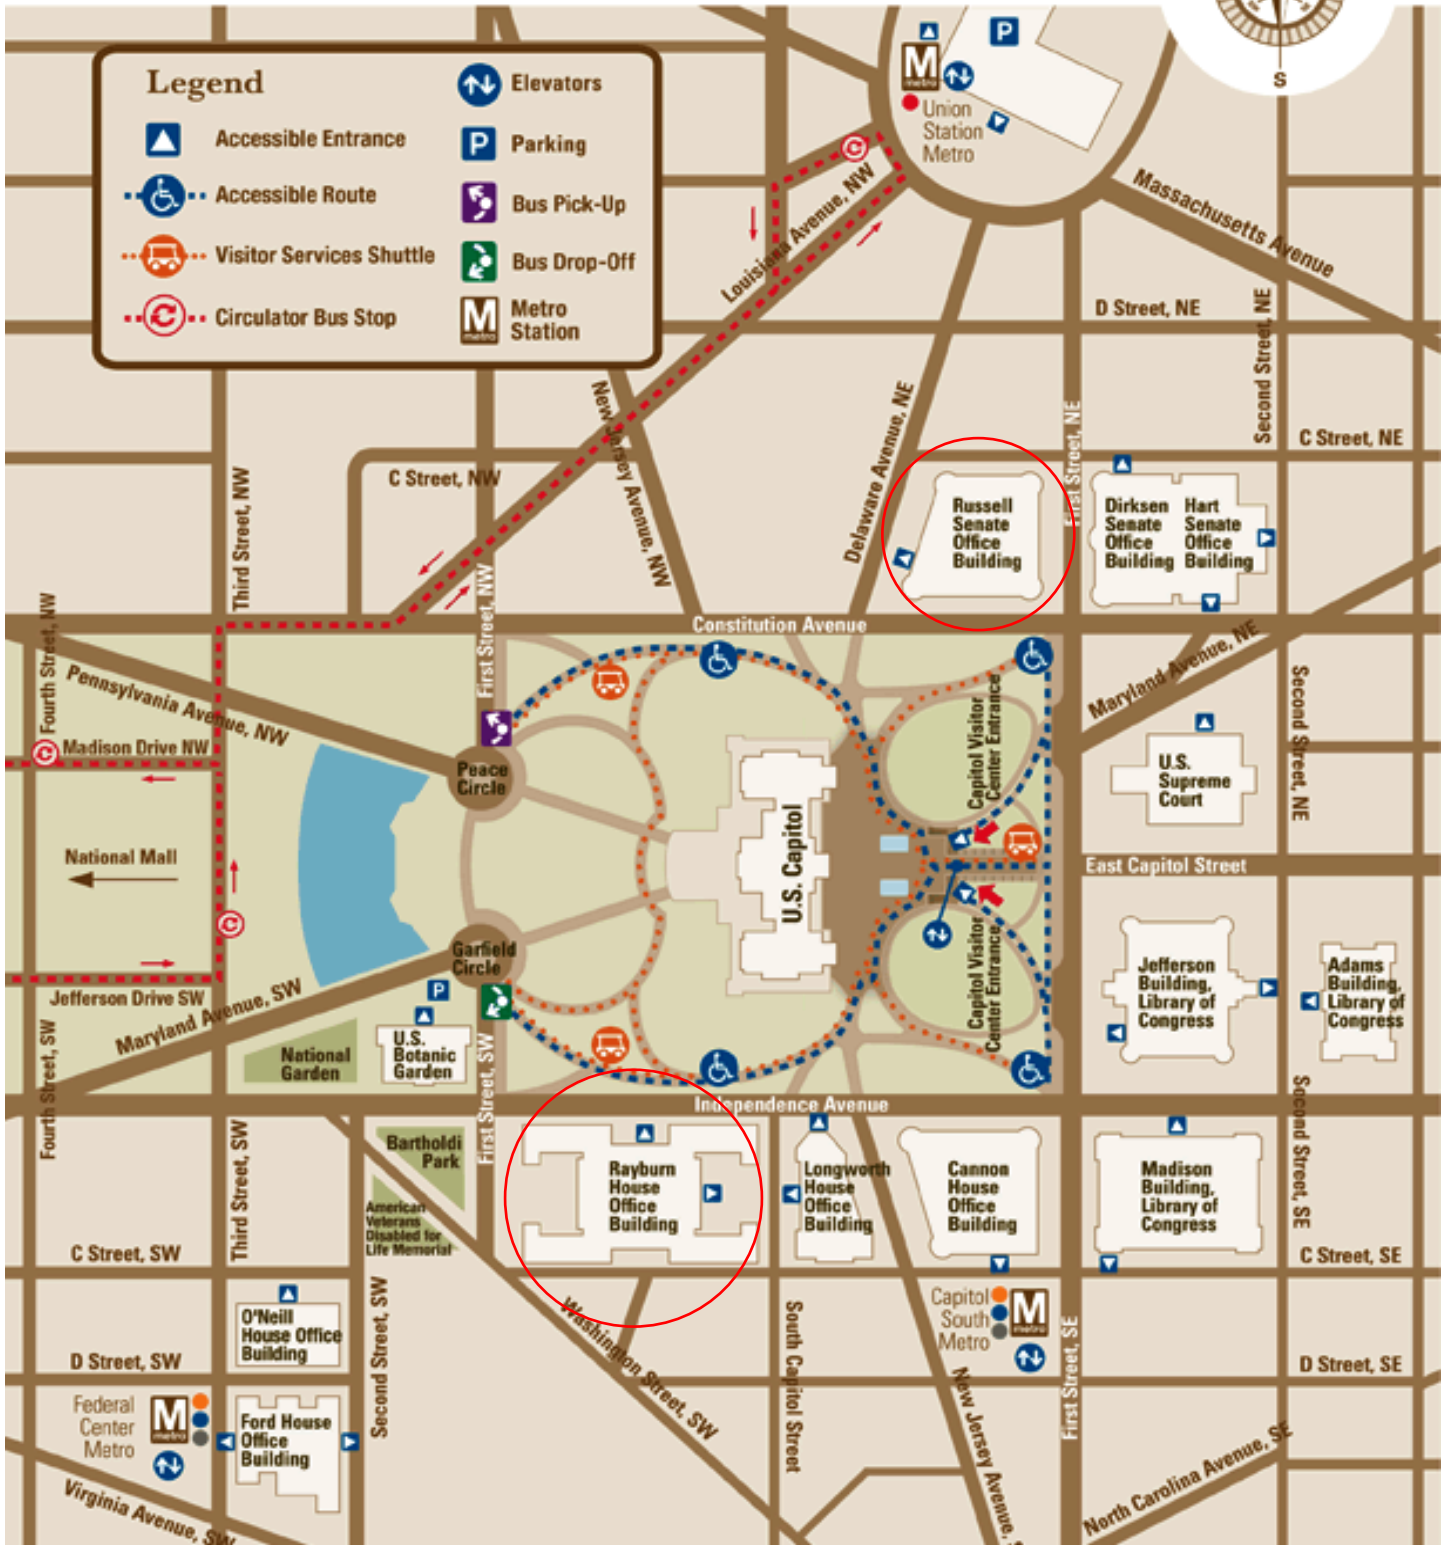 S
Legend
Accessible Entrance
Accessible Route
Visitor Services Shuttle
Circulator Bus Stop
Elevators
P
Parking
Bus Pick-Up
Bus Drop-Off
M
metro
Metro
Station
P
M
metro
Union
Station
Metro
Massachusetts Avenue
Louisiana Avenue, NW
D Street, NE
Second Street, NE
C Street, NE
New Jersey Avenue, NW
Delaware Avenue, NE
First Street, NE
C Street, NW
Third Street, NW
First Street, NW
Russell
Senate
Office
Building
Dirksen
Senate
Office
Building
Hart
Senate
Office
Building
Constitution Avenue
Fourth Street, NW
Pennsylvania Avenue, NW
Madison Drive NW
Maryland Avenue, NE
Second Street, NE
Peace
Circle
Capitol Visitor
Center Entrance
U.S.
Supreme
Court
National Mall
U.S. Capitol
East Capitol Street
Garfield
Circle
Capitol Visitor
Center Entrance
Jefferson
Building,
Library of
Congress
Adams
Building,
Library of
Congress
Jefferson Drive SW
Maryland Avenue, SW
P
National
Garden
U.S.
Botanic
Garden
Fourth Street, SW
First Street, SW
Independence Avenue
Second Street, SE
Third Street, SW
Bartholdi
Park
American
Veterans
Disabled for
Life Memorial
Rayburn
House
Office
Building
Longworth
House
Office
Building
Cannon
House
Office
Building
Madison
Building,
Library of
Congress
C Street, SW
C Street, SE
O'Neill
House Office
Building
Second Street, SW
Washington Street, SW
South Capitol Street
Capitol
South
Metro
M
metro
First Street, SE
D Street, SW
D Street, SE
New Jersey Avenue, S
Federal
Center
Metro
M
metro
Ford House
Office
Building
Virginia Avenue, SW
North Carolina Avenue, SE